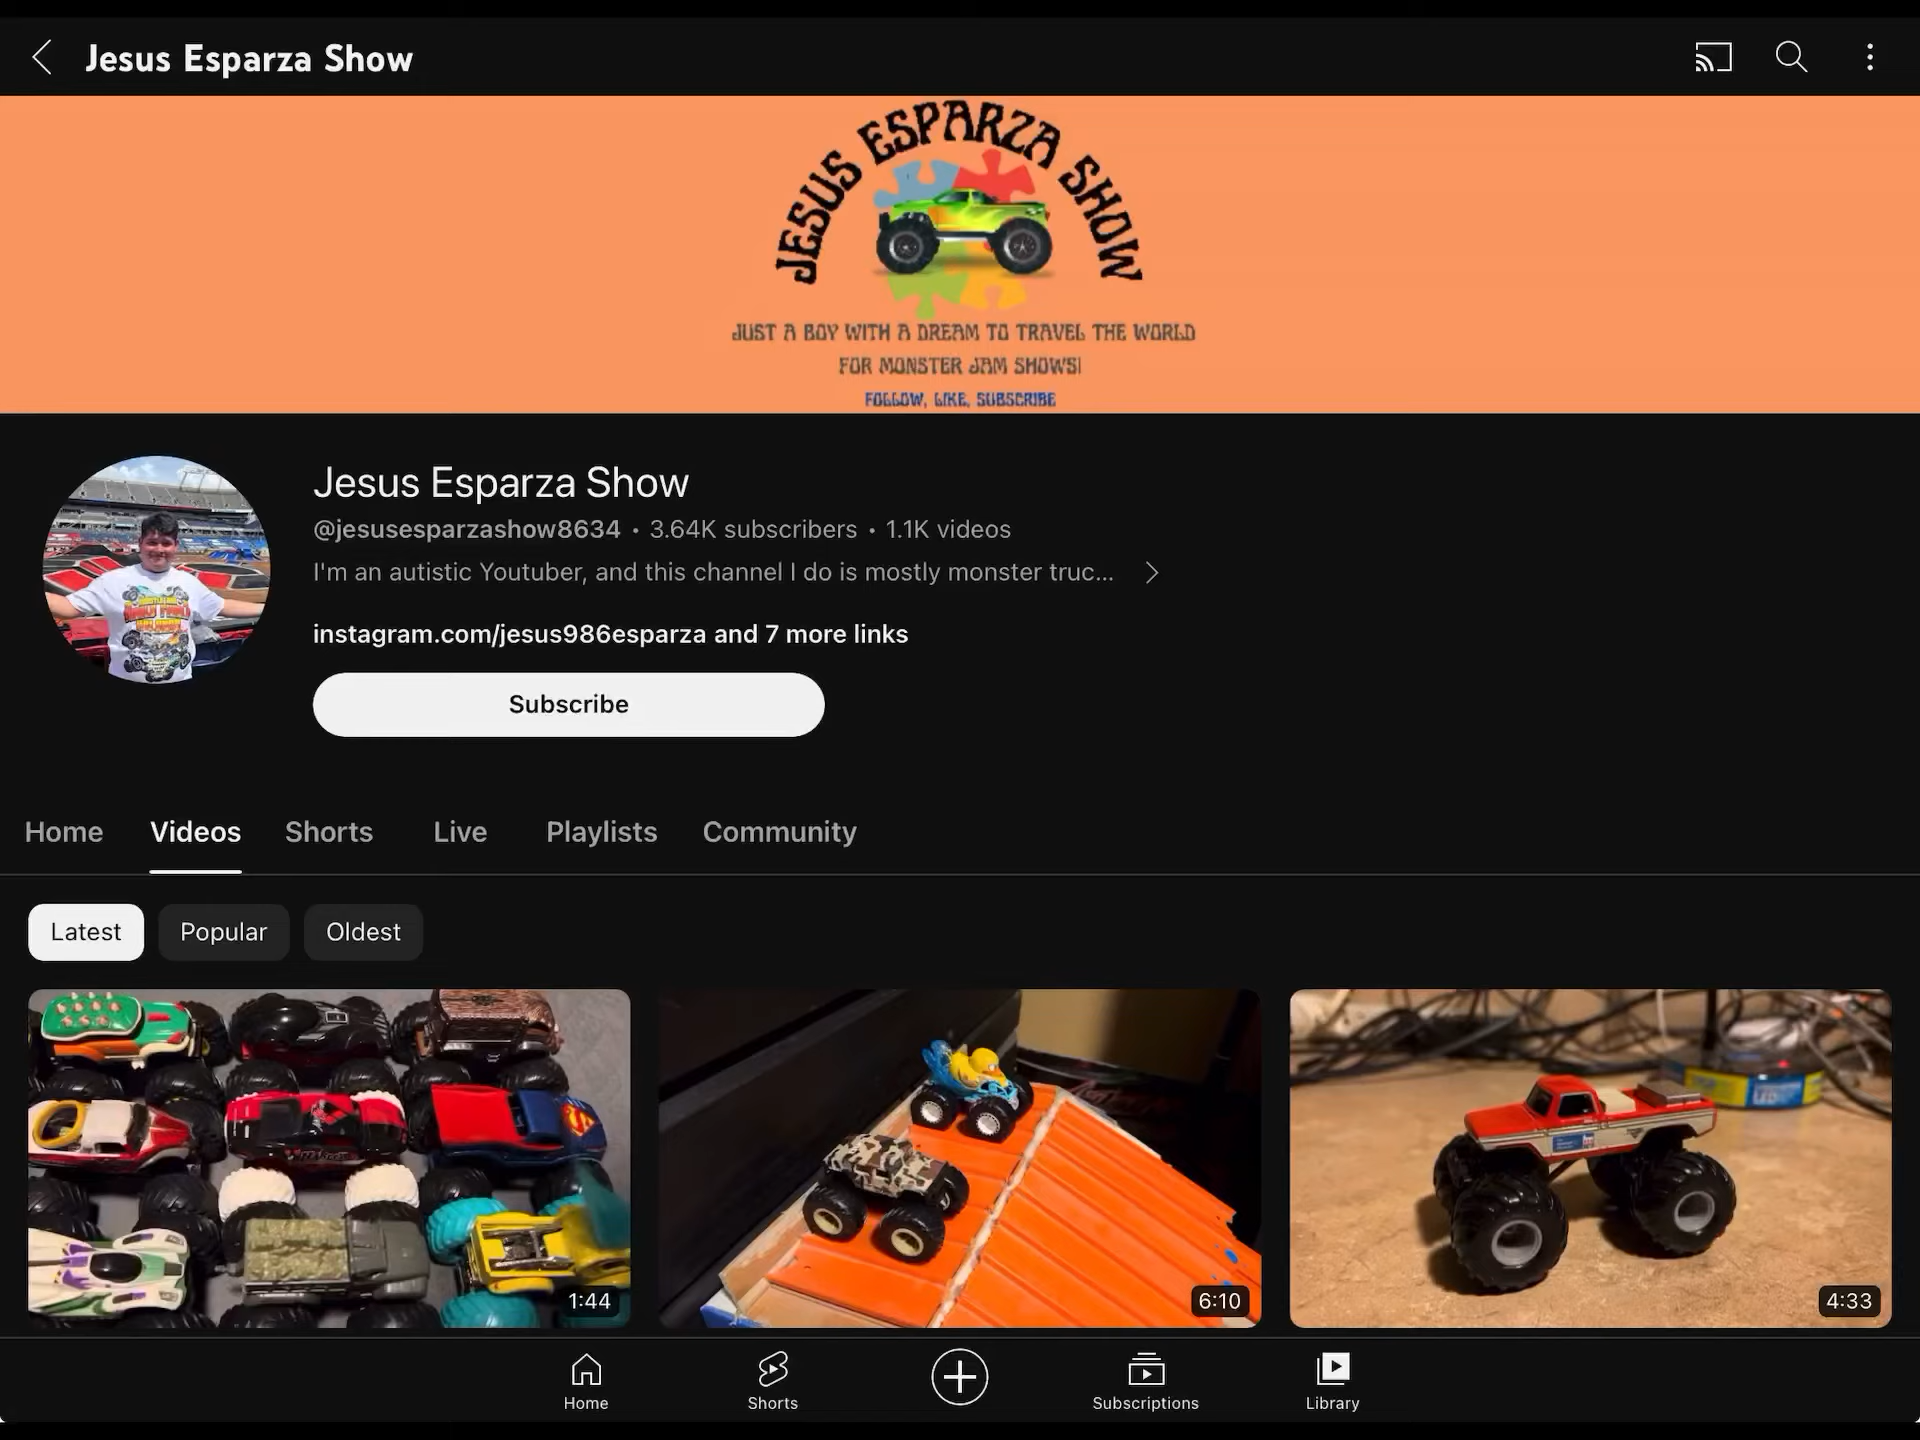 Jesus Esparza Show
JESUS ESPARZA SHOW
JUST A BOY WITH A DREAM TO TRAVEL THE WORLD
FOR MONSTER JAM SHOWS!
FOLLOW, LIKE, SUBSCRIBE
Jesus Esparza Show
@jesusesparzashow8634 • 3.64K subscribers • 1.1K videos
I'm an autistic Youtuber, and this channel I do is mostly monster truc...
instagram.com/jesus986esparza and 7 more links
Subscribe
Home Videos Shorts Live Playlists Community
Latest Popular Oldest
1:44 6:10 4:33
Home Shorts Subscriptions Library